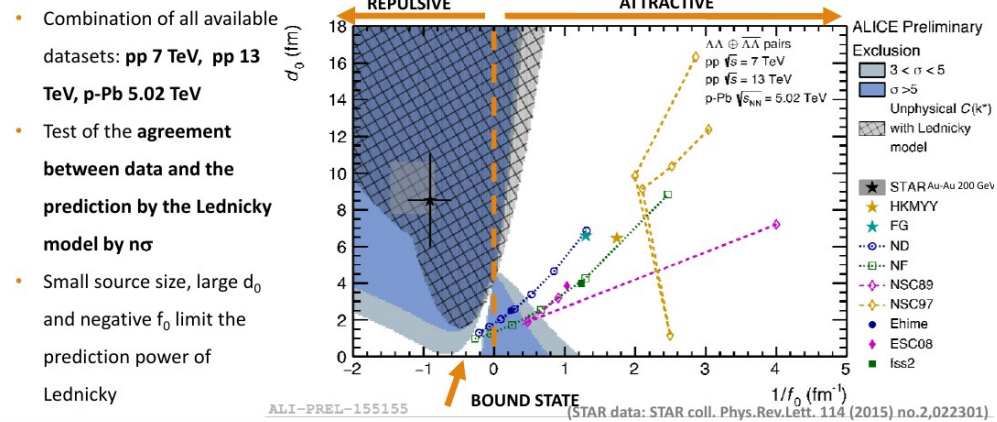 REPULSIVE
ATTRACTIVE
• Combination of all available
datasets: pp 7 TeV, pp 13
TeV, p-Pb 5.02 TeV
• Test of the agreement
between data and the
prediction by the Lednicky
model by nσ
• Small source size, large d0
and negative f0 limit the
prediction power of
Lednicky
d0 (fm)
18
16
14
12
10
8
6
4
2
0
−2
−1
0
1
2
3
4
5
1/f0 (fm⁻¹)
ΛΛ ⊕ Λ̅Λ̅ pairs
pp √s = 7 TeV
pp √s = 13 TeV
p-Pb √sNN = 5.02 TeV
ALICE Preliminary
Exclusion
3 < σ < 5
σ >5
Unphysical C(k*)
with Lednicky
model
STAR Au-Au 200 GeV
HKMYY
FG
ND
NF
NSC89
NSC97
Ehime
ESC08
fss2
BOUND STATE
ALI-PREL-155155
(STAR data: STAR coll. Phys.Rev.Lett. 114 (2015) no.2,022301)